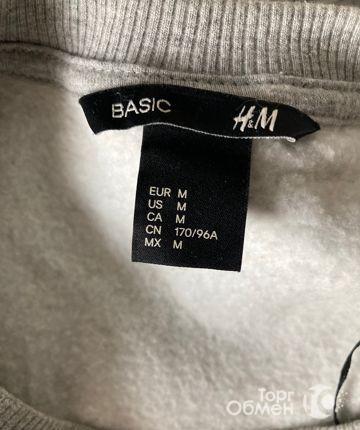 BASIC H&M
EUR M
US M
CA M
CN 170/96A
MX M
Торг
Обмен